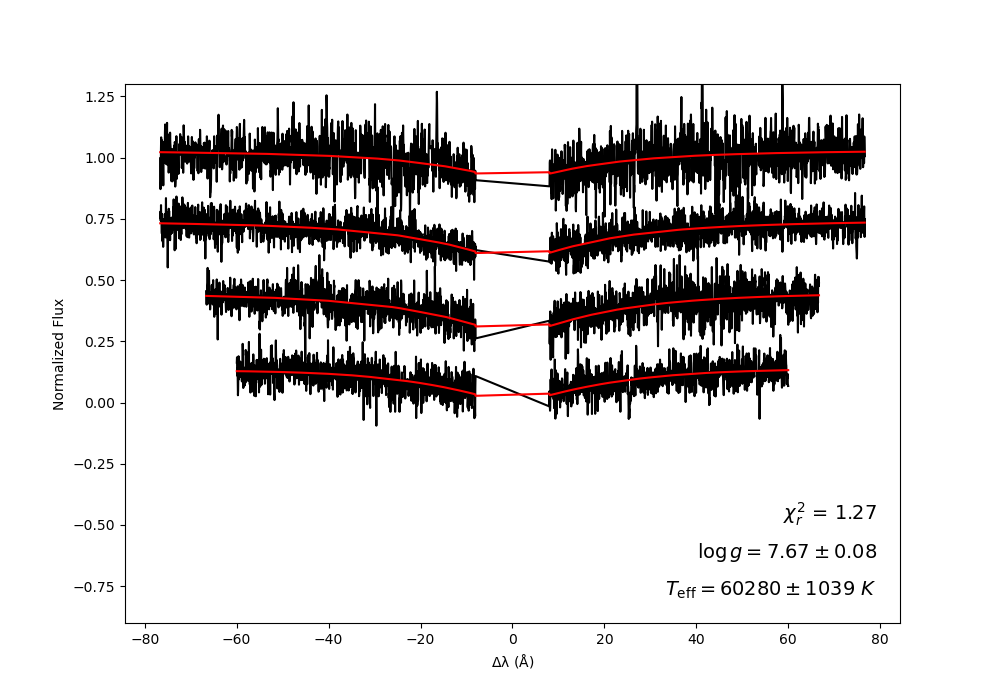 1.25
1.00
0.75
0.50
0.25
0.00
−0.25
−0.50
−0.75
Normalized Flux
χ²ᵣ = 1.27
log g = 7.67 ± 0.08
T_eff = 60280 ± 1039 K
−80 −60 −40 −20 0 20 40 60 80
Δλ (Å)